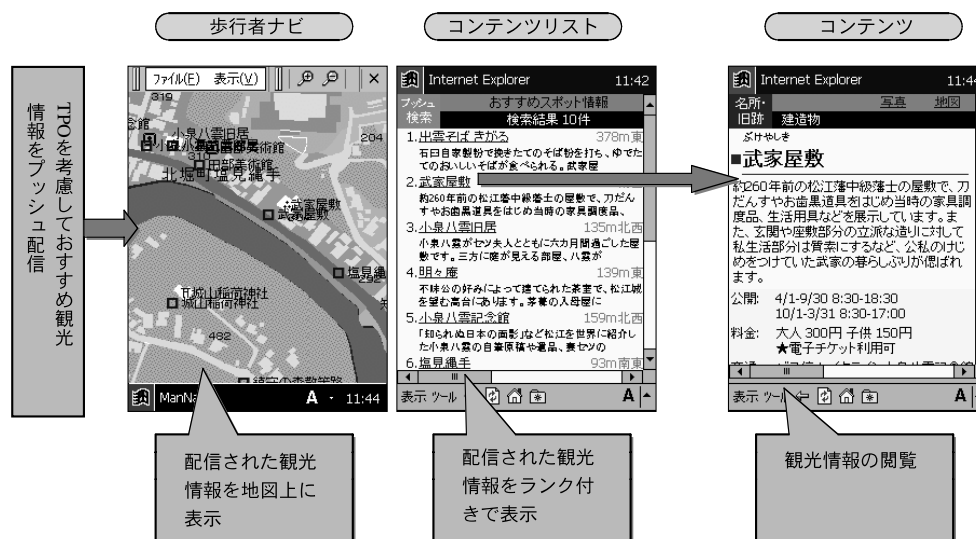 歩行者ナビ
コンテンツリスト
コンテンツ
TPOを考慮しておすすめ観光
情報をプッシュ配信
ファイル(F) 表示(V) ×
319
204
小泉八雲旧居
310
田部美術館
北堀町塩見縄手
武家屋敷
塩見縄
292
城山稲荷神社
482
ManNa A 11:44
Internet Explorer 11:42
プッシュ おすすめスポット情報
検索 検索結果 10件
1.出雲そば きがろ 378m東
石臼自家製粉で挽きたてのそば粉を打ち、ゆでた
てのおいしいそばが食べられる。武家屋
2.武家屋敷
約260年前の松江藩中級藩士の屋敷で、刀だん
すやお歯黒道具をはじめ当時の家具調度品、
3.小泉八雲旧居 135m北西
小泉八雲がセツ夫人とともに六カ月間過ごした屋
敷です。三方に庭が見える部屋、八雲が
4.明々庵 139m東
不昧公の好みによって建てられた茶室で、松江城
を望む高台にあります。茅葺の入母屋に
5.小泉八雲記念館 159m北西
「知られぬ日本の面影」など松江を世界に紹介し
た小泉八雲の自筆原稿や遺品、妻セツの
6.塩見縄手 93m南東
表示 ツール A
Internet Explorer 11:44
名所・ 写真 地図
旧跡 建造物
ぶけやしき
■武家屋敷
約260年前の松江藩中級藩士の屋敷で、刀
だんすやお歯黒道具をはじめ当時の家具調
度品、生活用具などを展示しています。ま
た、玄関や座敷部分の立派な造りに対して
私生活部分は質素にするなど、公私のけじ
めをつけていた武家の暮らしぶりが偲ばれ
ます。
公開: 4/1-9/30 8:30-18:30
10/1-3/31 8:30-17:00
料金: 大人 300円 子供 150円
★電子チケット利用可
表示 ツール A
配信された観光
情報を地図上に
表示
配信された観光
情報をランク付
きで表示
観光情報の閲覧